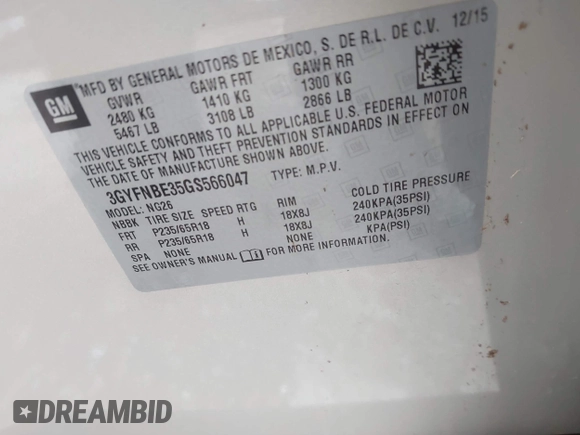 GM
MFD BY GENERAL MOTORS DE MEXICO, S. DE R.L. DE C.V. 12/15
GVWR GAWR FRT GAWR RR
2480 KG 1410 KG 1300 KG
5467 LB 3108 LB 2866 LB
THIS VEHICLE CONFORMS TO ALL APPLICABLE U.S. FEDERAL MOTOR
VEHICLE SAFETY AND THEFT PREVENTION STANDARDS IN EFFECT ON
THE DATE OF MANUFACTURE SHOWN ABOVE.
3GYFNBE35GS566047 TYPE: M.P.V.
MODEL: NG26
NBBK TIRE SIZE SPEED RTG RIM COLD TIRE PRESSURE
FRT P235/65R18 H 18X8J 240KPA(35PSI)
RR P235/65R18 H 18X8J 240KPA(35PSI)
SPA NONE NONE KPA(PSI)
SEE OWNER'S MANUAL FOR MORE INFORMATION.
DREAMBID